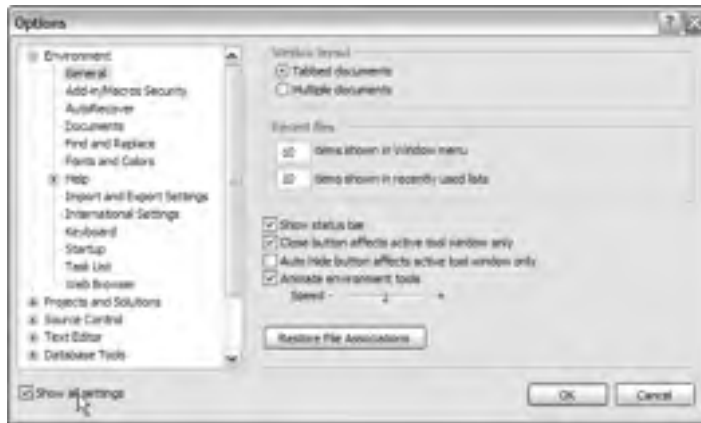 Options
Environment
General
Add-in/Macros Security
AutoRecover
Documents
Find and Replace
Fonts and Colors
Help
Import and Export Settings
International Settings
Keyboard
Startup
Task List
Web Browser
Projects and Solutions
Source Control
Text Editor
Database Tools
Window layout
Tabbed documents
Multiple documents
Recent files
10 items shown in Window menu
10 items shown in recently used lists
Show status bar
Close button affects active tool window only
Auto Hide button affects active tool window only
Animate environment tools
Speed - +
Restore File Associations
Show all settings
OK
Cancel